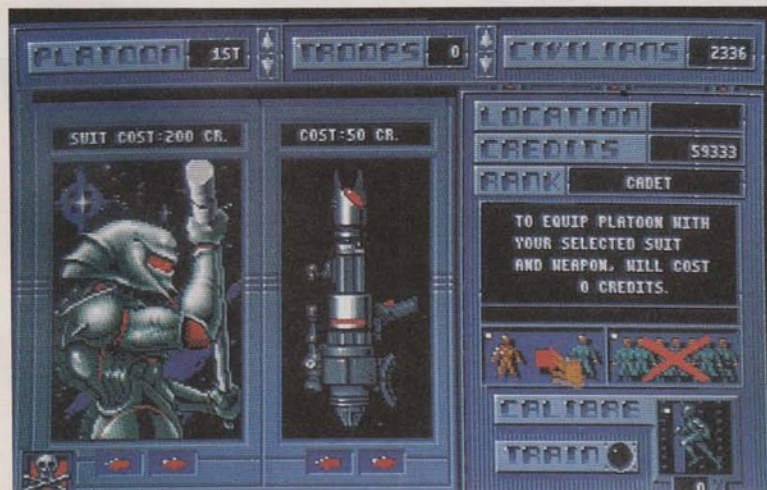 PLATOON 1ST
TROOPS 0
CIVILIANS 2336
SUIT COST:200 CR.
COST:50 CR.
LOCATION
CREDITS 59333
RANK CADET
TO EQUIP PLATOON WITH
YOUR SELECTED SUIT
AND WEAPON, WILL COST
0 CREDITS.
CALIBRE
TRAIN
0 %